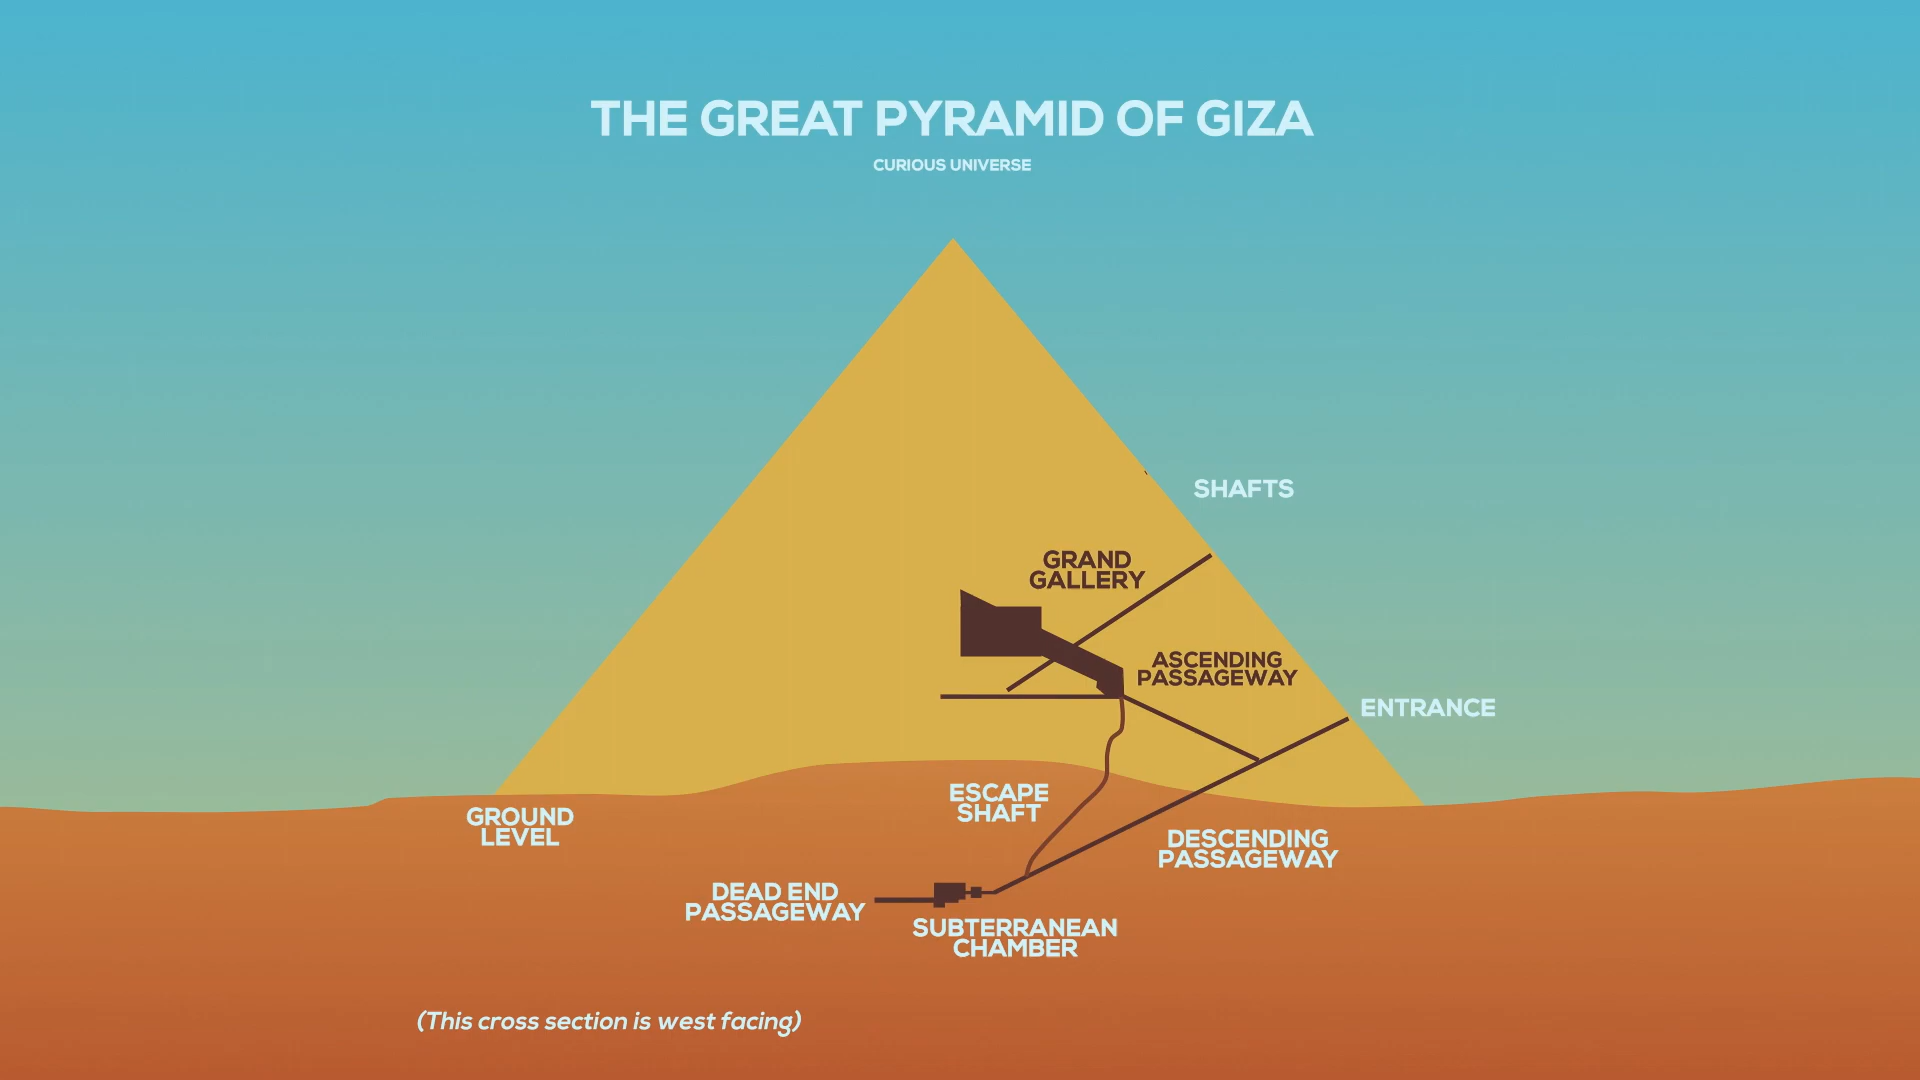 THE GREAT PYRAMID OF GIZA
CURIOUS UNIVERSE
SHAFTS
GRAND
GALLERY
ASCENDING
PASSAGEWAY
ENTRANCE
ESCAPE
SHAFT
GROUND
LEVEL
DESCENDING
PASSAGEWAY
DEAD END
PASSAGEWAY
SUBTERRANEAN
CHAMBER
(This cross section is west facing)